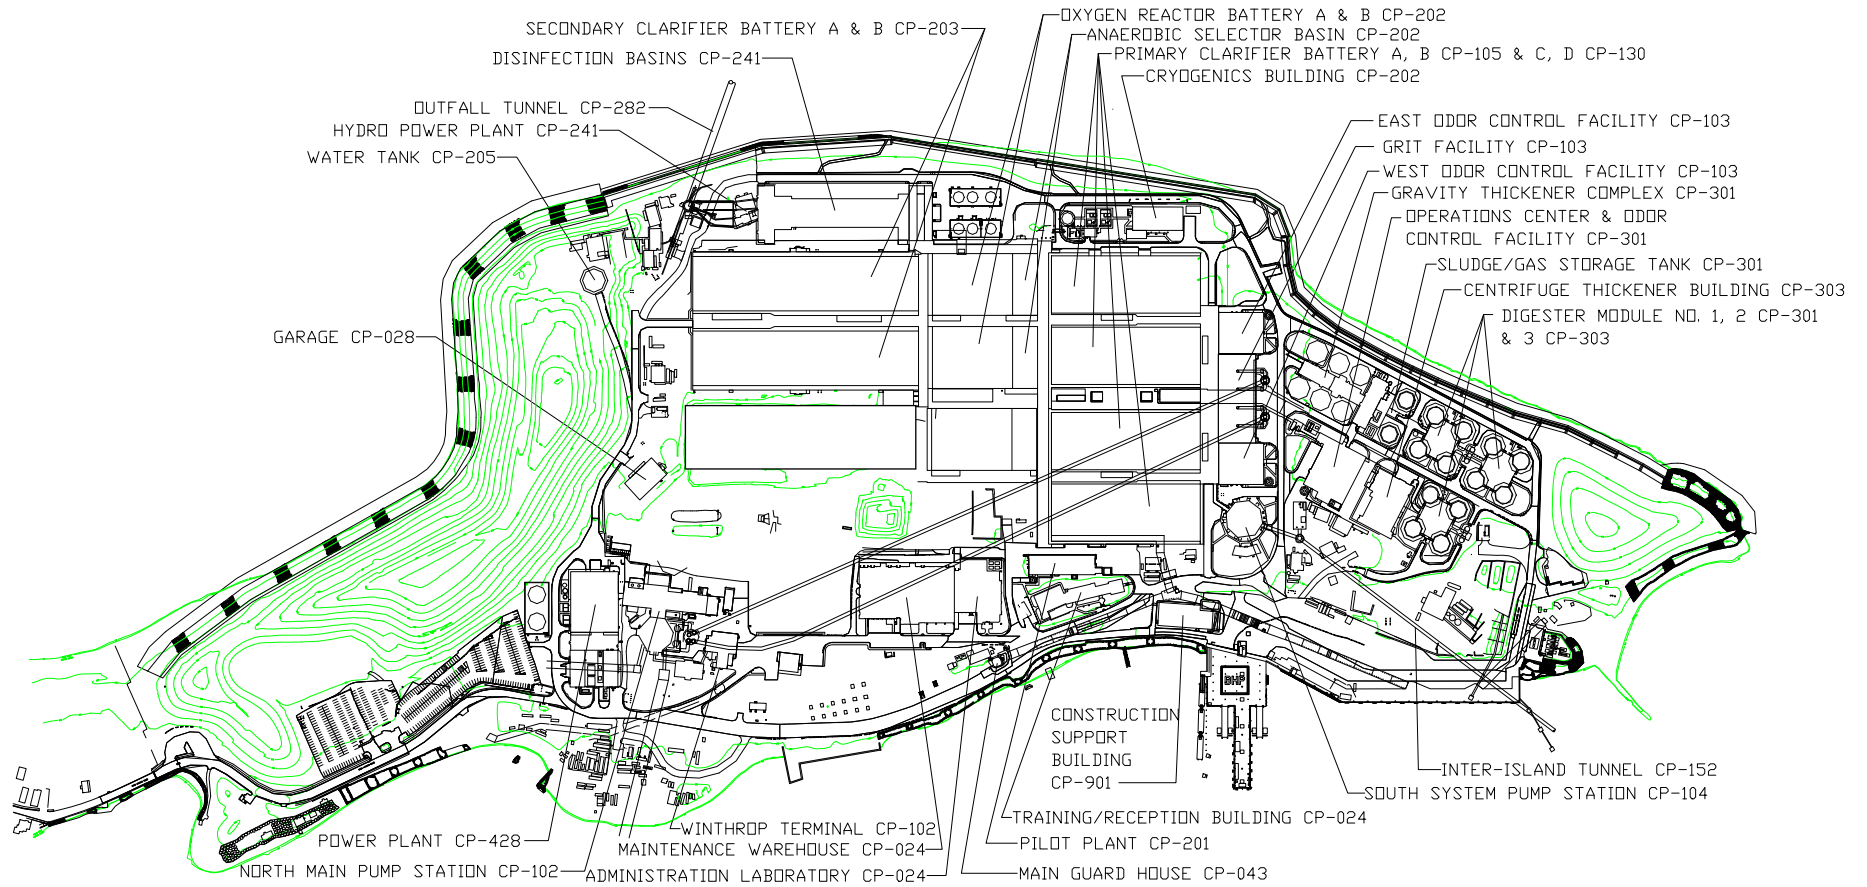 OXYGEN REACTOR BATTERY A & B CP-202
SECONDARY CLARIFIER BATTERY A & B CP-203
ANAEROBIC SELECTOR BASIN CP-202
DISINFECTION BASINS CP-241
PRIMARY CLARIFIER BATTERY A, B CP-105 & C, D CP-130
CRYOGENICS BUILDING CP-202
OUTFALL TUNNEL CP-282
HYDRO POWER PLANT CP-241
WATER TANK CP-205
EAST ODOR CONTROL FACILITY CP-103
GRIT FACILITY CP-103
WEST ODOR CONTROL FACILITY CP-103
GRAVITY THICKENER COMPLEX CP-301
OPERATIONS CENTER & ODOR
CONTROL FACILITY CP-301
SLUDGE/GAS STORAGE TANK CP-301
CENTRIFUGE THICKENER BUILDING CP-303
DIGESTER MODULE NO. 1, 2 CP-301
& 3 CP-303
GARAGE CP-028
BHP
CONSTRUCTION
SUPPORT
BUILDING
CP-901
INTER-ISLAND TUNNEL CP-152
SOUTH SYSTEM PUMP STATION CP-104
TRAINING/RECEPTION BUILDING CP-024
WINTHROP TERMINAL CP-102
POWER PLANT CP-428
PILOT PLANT CP-201
MAINTENANCE WAREHOUSE CP-024
NORTH MAIN PUMP STATION CP-102
ADMINISTRATION LABORATORY CP-024
MAIN GUARD HOUSE CP-043